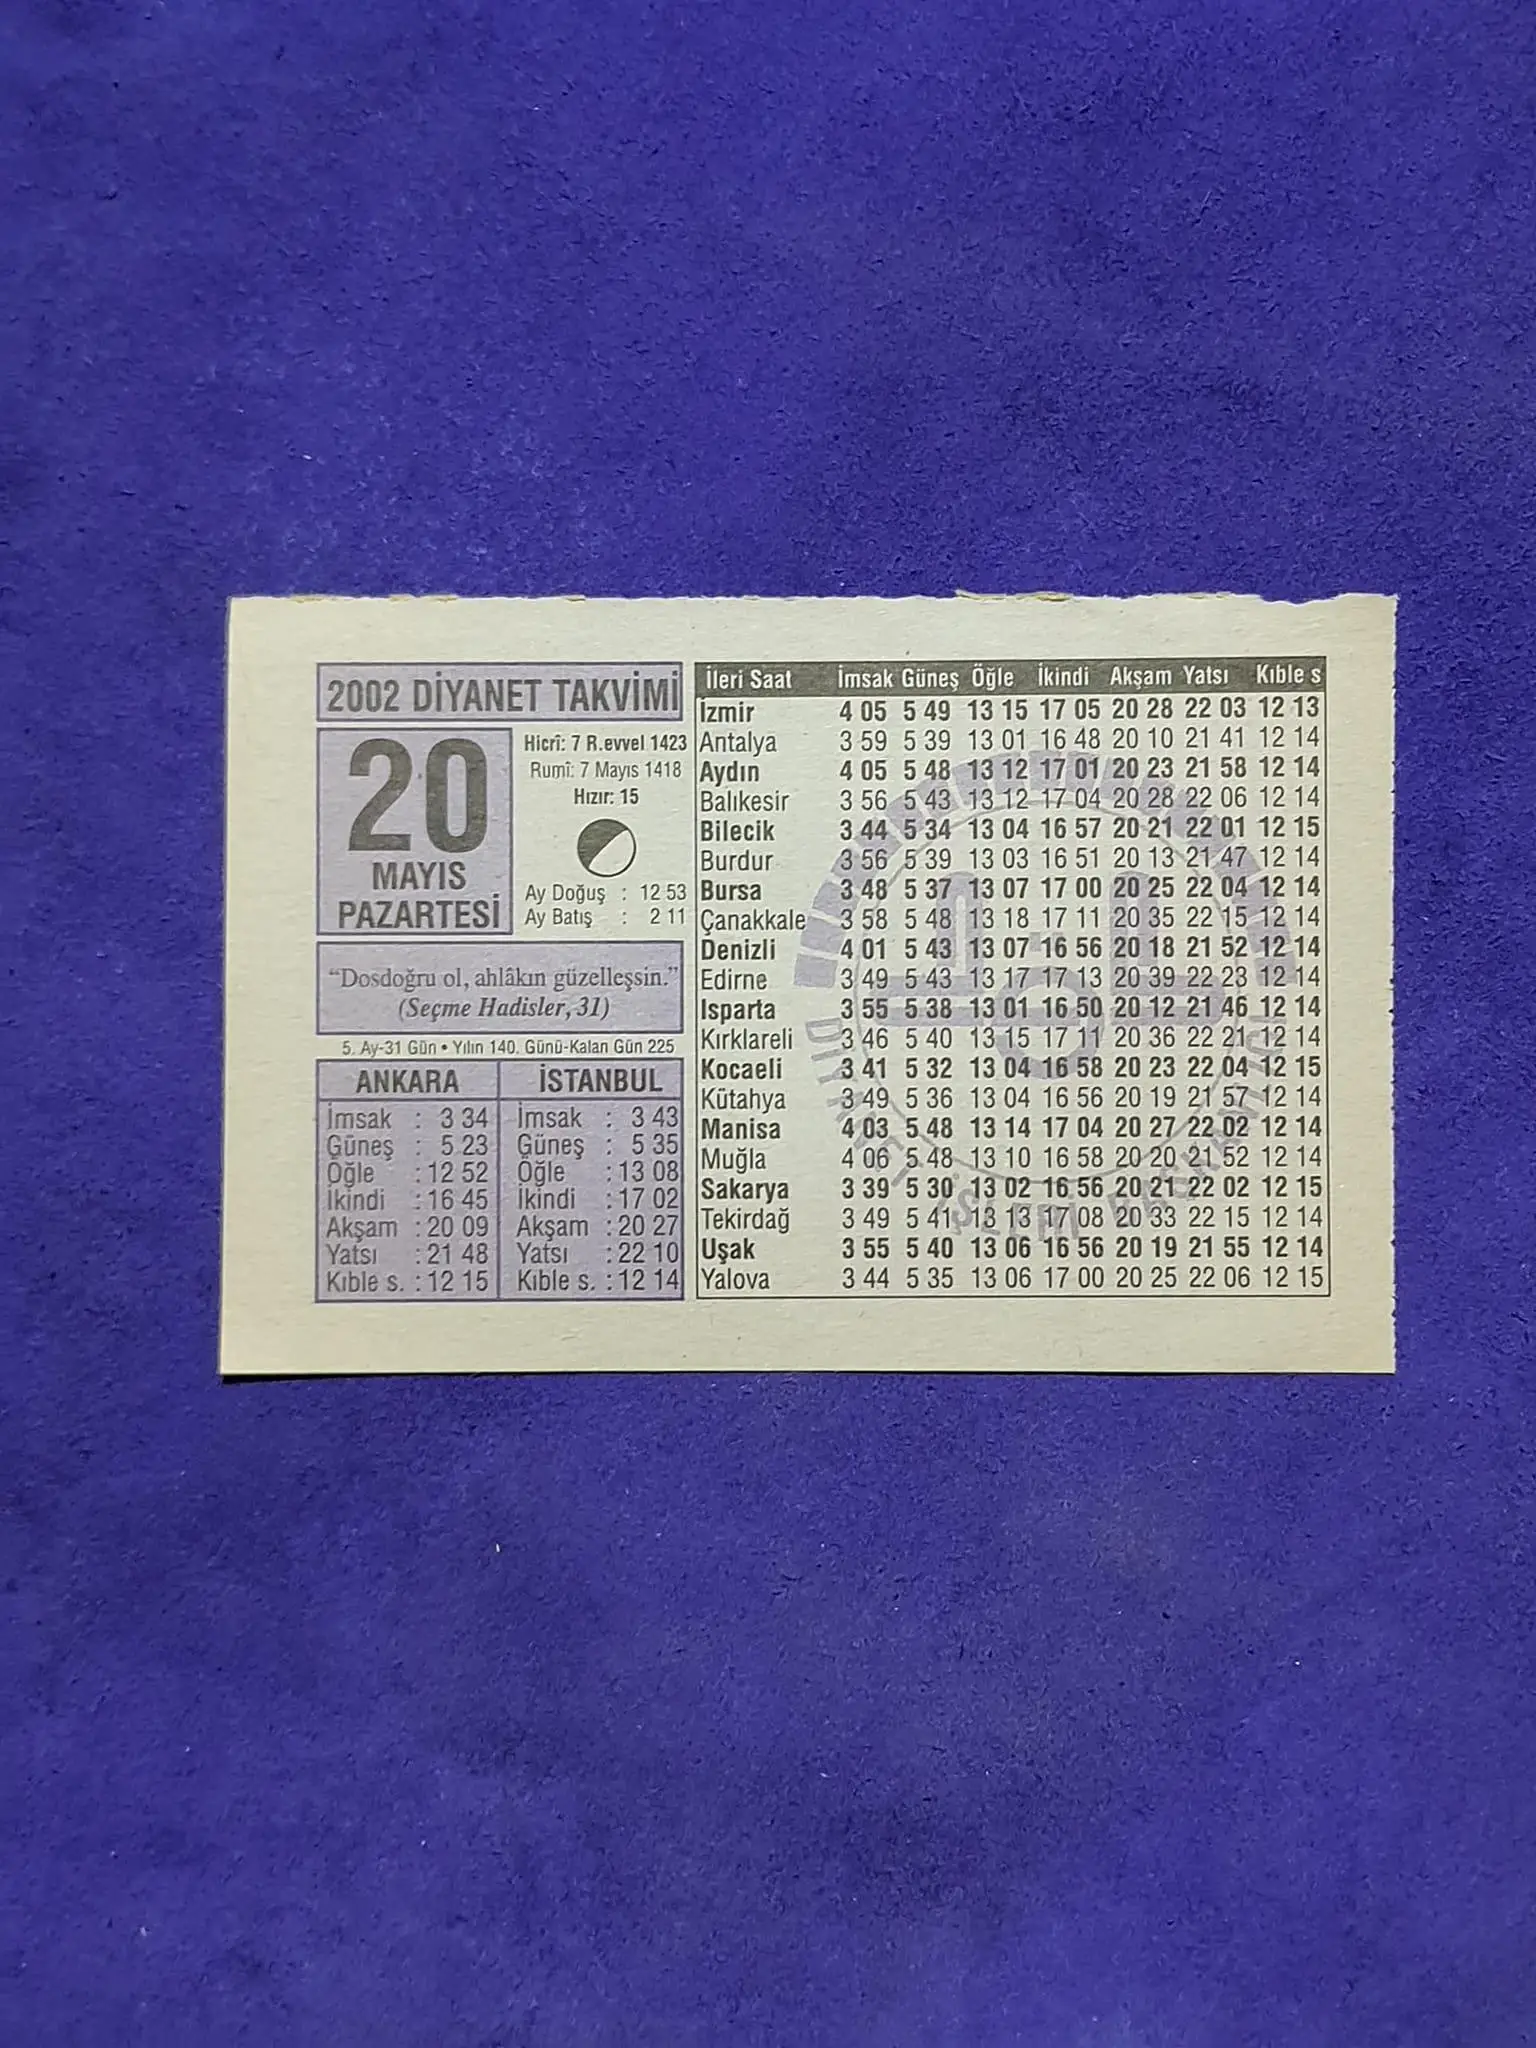 2002 DİYANET TAKVİMİ
20
MAYIS
PAZARTESİ
Hicrî: 7 R.evvel 1423
Rumî: 7 Mayıs 1418
Hızır: 15
Ay Doğuş : 12 53
Ay Batış : 2 11
“Dosdoğru ol, ahlâkın güzelleşsin.”
(Seçme Hadisler, 31)
5. Ay-31 Gün • Yılın 140. Günü-Kalan Gün 225
ANKARA
İmsak : 3 34
Güneş : 5 23
Öğle : 12 52
İkindi : 16 45
Akşam : 20 09
Yatsı : 21 48
Kıble s. : 12 15
İSTANBUL
İmsak : 3 43
Güneş : 5 35
Öğle : 13 08
İkindi : 17 02
Akşam : 20 27
Yatsı : 22 10
Kıble s. : 12 14
İleri Saat İmsak Güneş Öğle İkindi Akşam Yatsı Kıble s
İzmir 4 05 5 49 13 15 17 05 20 28 22 03 12 13
Antalya 3 59 5 39 13 01 16 48 20 10 21 41 12 14
Aydın 4 05 5 48 13 12 17 01 20 23 21 58 12 14
Balıkesir 3 56 5 43 13 12 17 04 20 28 22 06 12 14
Bilecik 3 44 5 34 13 04 16 57 20 21 22 01 12 15
Burdur 3 56 5 39 13 03 16 51 20 13 21 47 12 14
Bursa 3 48 5 37 13 07 17 00 20 25 22 04 12 14
Çanakkale 3 58 5 48 13 18 17 11 20 35 22 15 12 14
Denizli 4 01 5 43 13 07 16 56 20 18 21 52 12 14
Edirne 3 49 5 43 13 17 17 13 20 39 22 23 12 14
Isparta 3 55 5 38 13 01 16 50 20 12 21 46 12 14
Kırklareli 3 46 5 40 13 15 17 11 20 36 22 21 12 14
Kocaeli 3 41 5 32 13 04 16 58 20 23 22 04 12 15
Kütahya 3 49 5 36 13 04 16 56 20 19 21 57 12 14
Manisa 4 03 5 48 13 14 17 04 20 27 22 02 12 14
Muğla 4 06 5 48 13 10 16 58 20 20 21 52 12 14
Sakarya 3 39 5 30 13 02 16 56 20 21 22 02 12 15
Tekirdağ 3 49 5 41 13 13 17 08 20 33 22 15 12 14
Uşak 3 55 5 40 13 06 16 56 20 19 21 55 12 14
Yalova 3 44 5 35 13 06 17 00 20 25 22 06 12 15
DİYANET İŞLERİ BAŞKANLIĞI